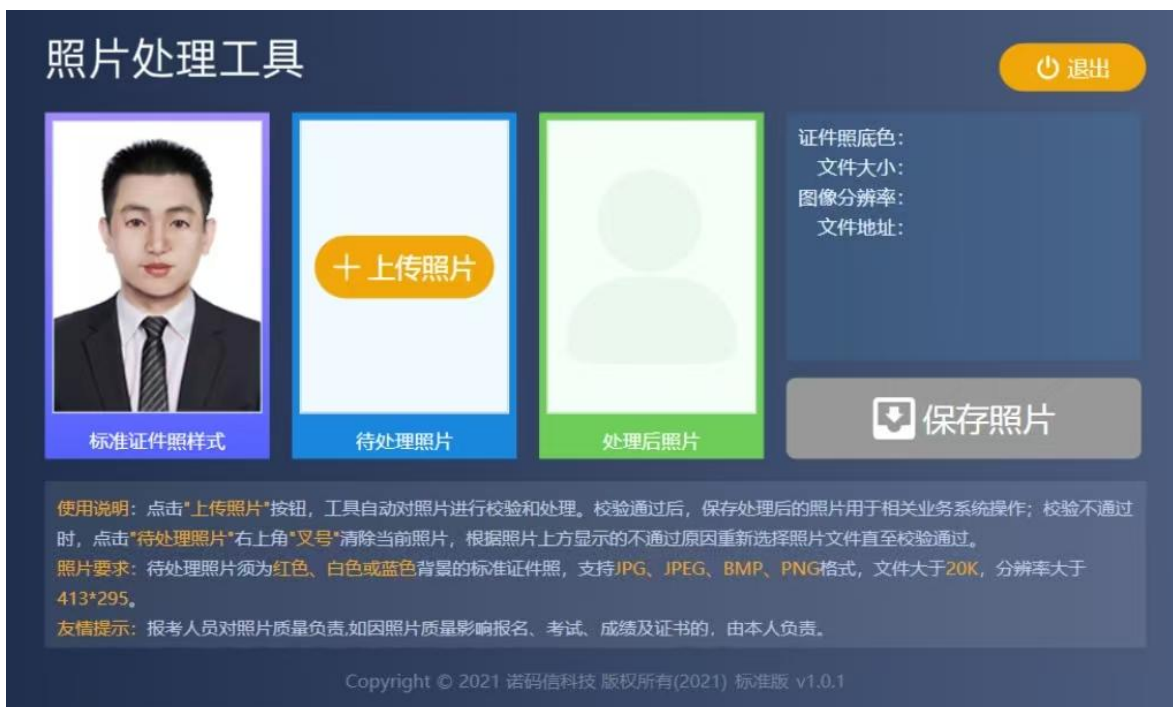 照片处理工具
退出
证件照底色：
文件大小：
图像分辨率：
文件地址：
上传照片
标准证件照样式
待处理照片
处理后照片
保存照片
使用说明：点击"上传照片"按钮，工具自动对照片进行校验和处理。校验通过后，保存处理后的照片用于相关业务系统操作；校验不通过
时，点击"待处理照片"右上角"叉号"清除当前照片，根据照片上方显示的不通过原因重新选择照片文件直至校验通过。
照片要求：待处理照片须为红色、白色或蓝色背景的标准证件照，支持JPG、JPEG、BMP、PNG格式，文件大于20K，分辨率大于
413*295。
友情提示：报考人员对照片质量负责,如因照片质量影响报名、考试、成绩及证书的，由本人负责。
Copyright © 2021 诺码信科技 版权所有(2021) 标准版 v1.0.1